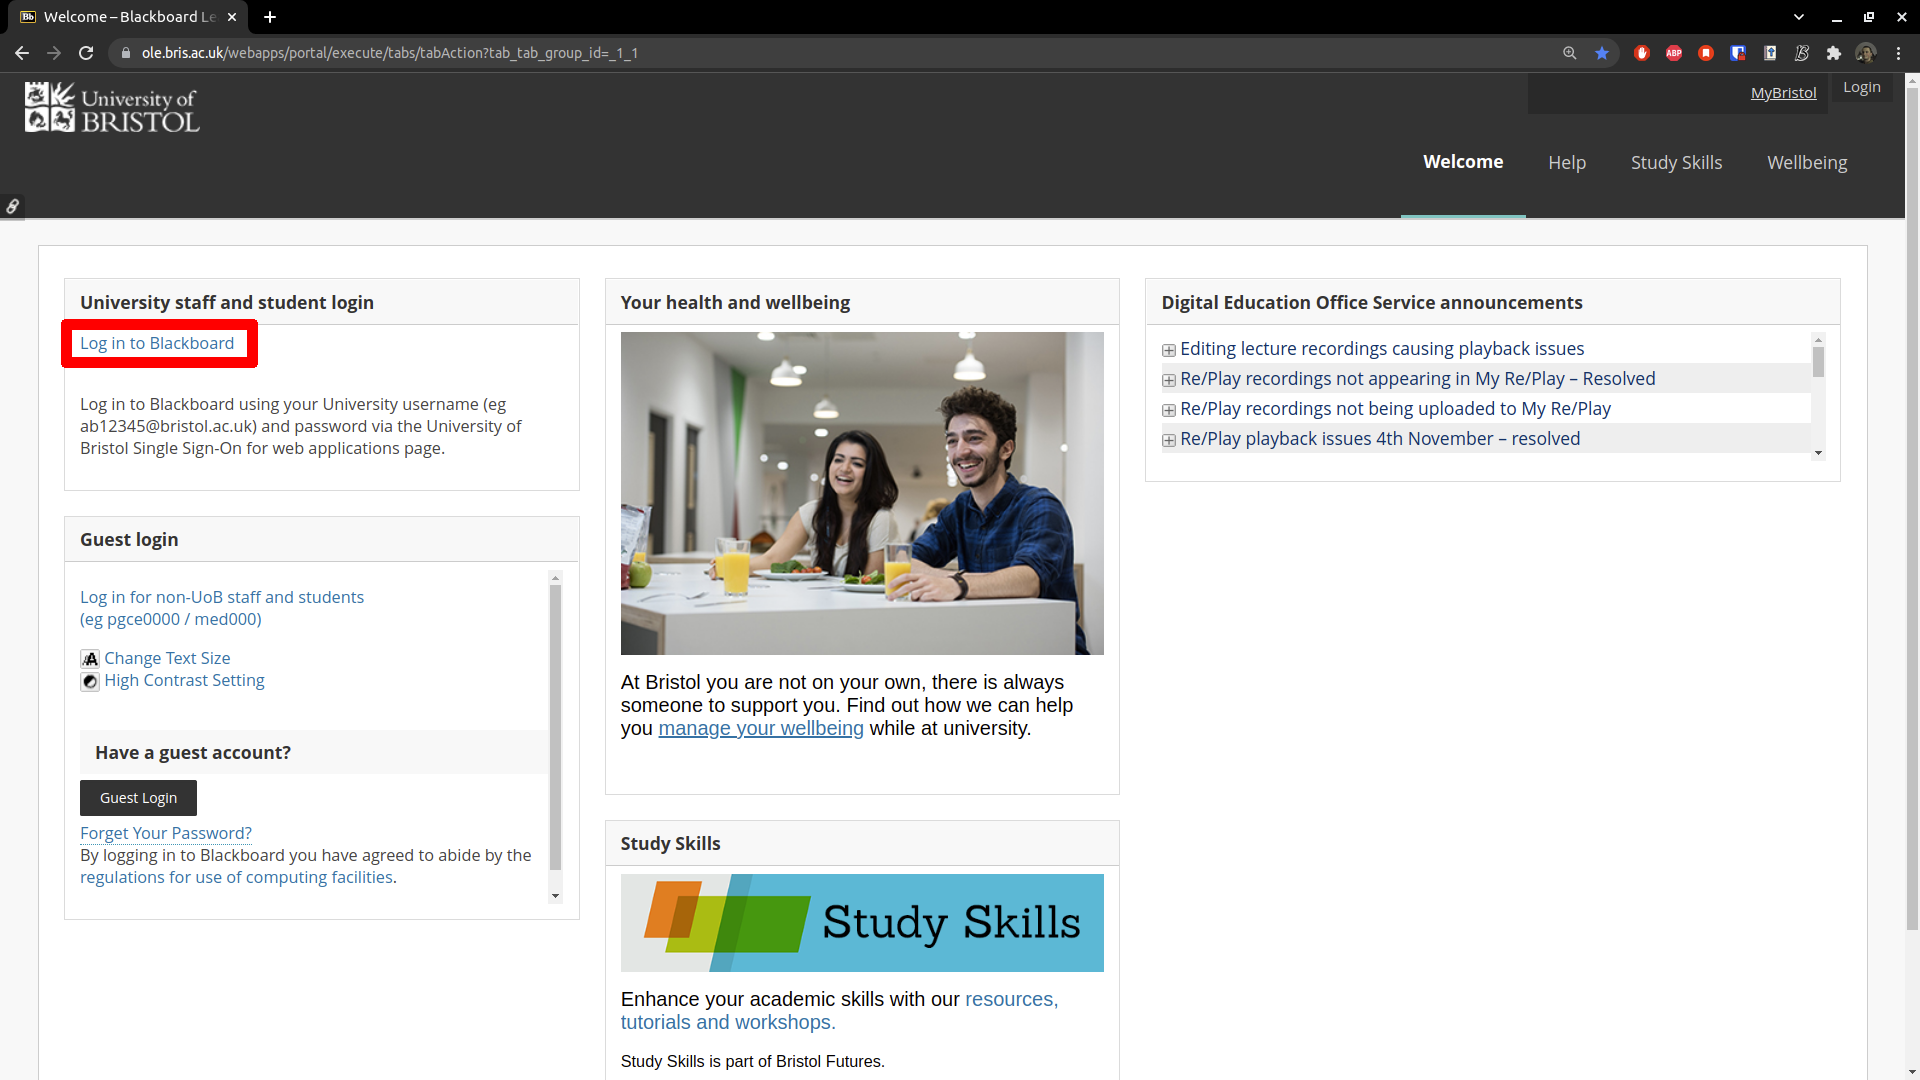 Welcome – Blackboard Le
ole.bris.ac.uk/webapps/portal/execute/tabs/tabAction?tab_tab_group_id=_1_1
ABP
University of
BRISTOL
MyBristol
Login
Welcome
Help
Study Skills
Wellbeing
University staff and student login
Log in to Blackboard
Log in to Blackboard using your University username (eg
ab12345@bristol.ac.uk) and password via the University of
Bristol Single Sign-On for web applications page.
Guest login
Log in for non-UoB staff and students
(eg pgce0000 / med000)
Change Text Size
High Contrast Setting
Have a guest account?
Guest Login
Forget Your Password?
By logging in to Blackboard you have agreed to abide by the
regulations for use of computing facilities.
Your health and wellbeing
At Bristol you are not on your own, there is always
someone to support you. Find out how we can help
you manage your wellbeing while at university.
Study Skills
Study Skills
Enhance your academic skills with our resources,
tutorials and workshops.
Study Skills is part of Bristol Futures.
Digital Education Office Service announcements
Editing lecture recordings causing playback issues
Re/Play recordings not appearing in My Re/Play – Resolved
Re/Play recordings not being uploaded to My Re/Play
Re/Play playback issues 4th November – resolved